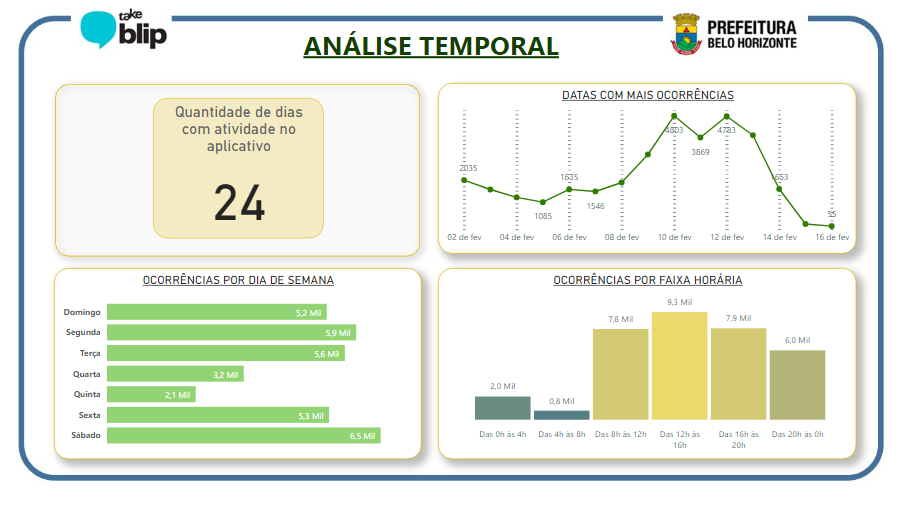 take
blip
ANÁLISE TEMPORAL
PREFEITURA
BELO HORIZONTE
Quantidade de dias
com atividade no
aplicativo
24
DATAS COM MAIS OCORRÊNCIAS
2035
1085
1635
1546
4803
3869
4783
1653
55
02 de fev
04 de fev
06 de fev
08 de fev
10 de fev
12 de fev
14 de fev
16 de fev
OCORRÊNCIAS POR DIA DE SEMANA
Domingo 5,2 Mil
Segunda 5,9 Mil
Terça 5,6 Mil
Quarta 3,2 Mil
Quinta 2,1 Mil
Sexta 5,3 Mil
Sábado 6,5 Mil
OCORRÊNCIAS POR FAIXA HORÁRIA
2,0 Mil
0,8 Mil
7,8 Mil
9,3 Mil
7,9 Mil
6,0 Mil
Das 0h às 4h
Das 4h às 8h
Das 8h às 12h
Das 12h às
16h
Das 16h às
20h
Das 20h às 0h